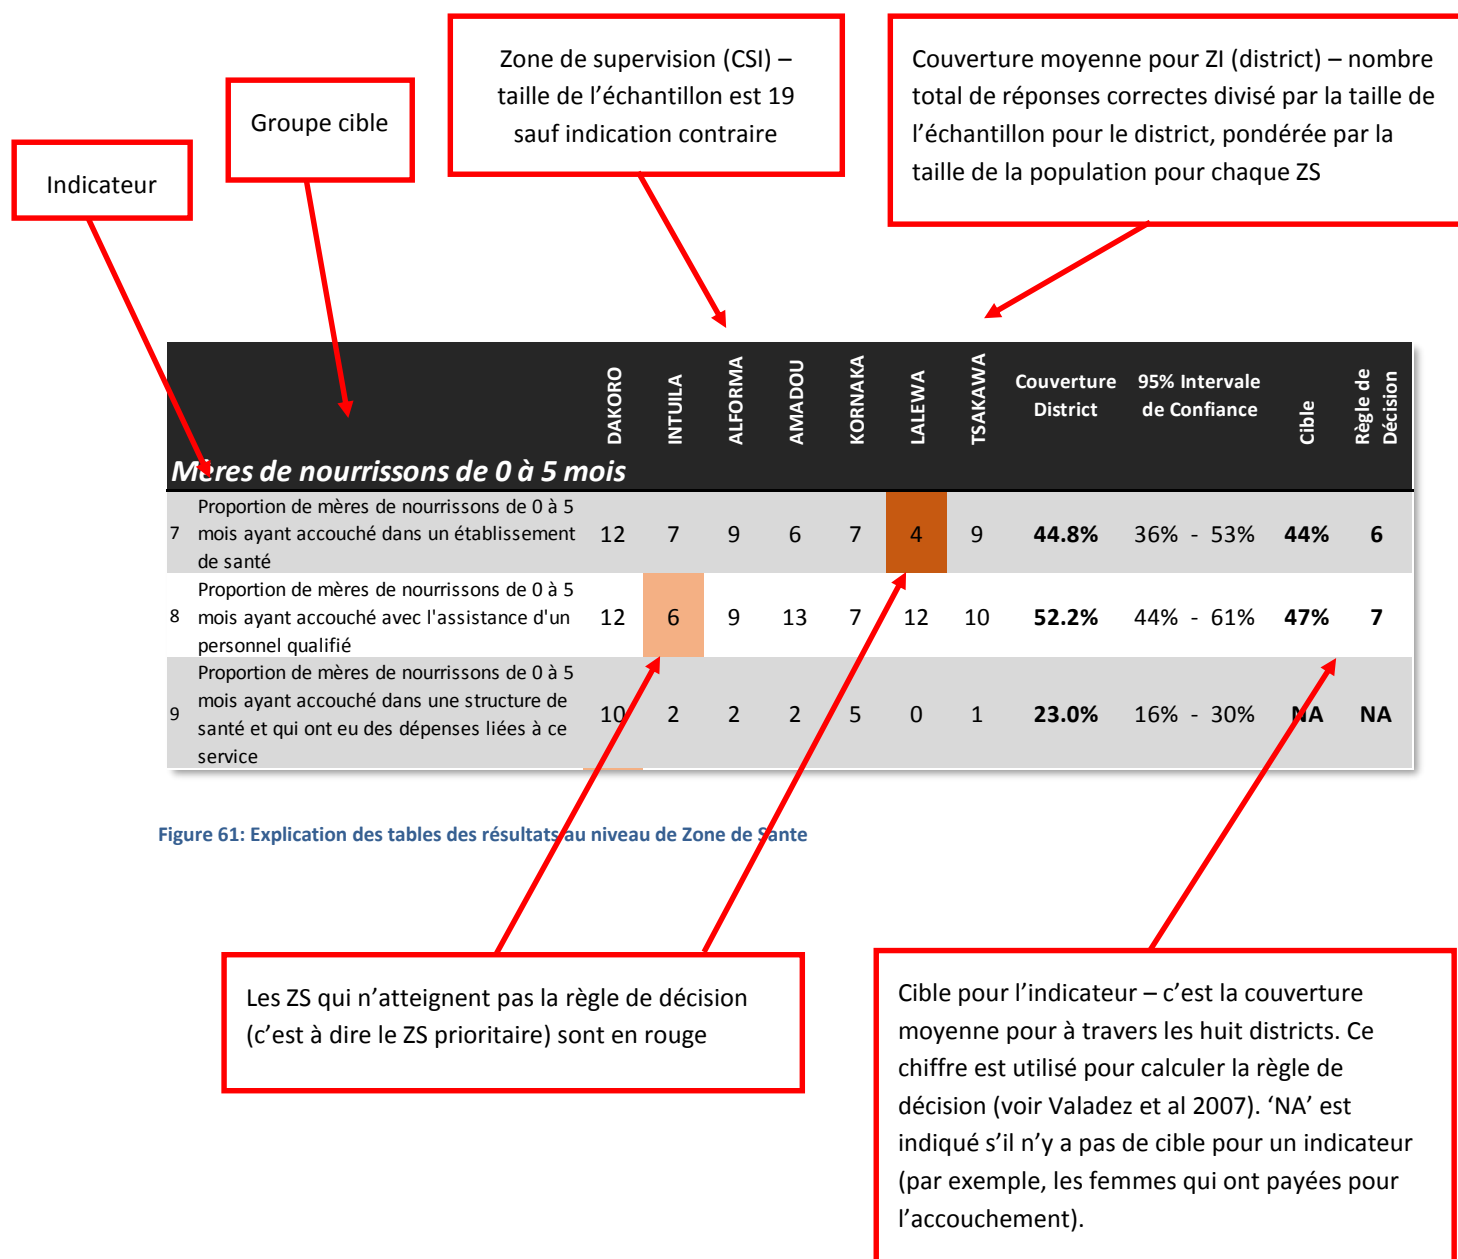 Zone de supervision (CSI) –
taille de l’échantillon est 19
sauf indication contraire
Couverture moyenne pour ZI (district) – nombre
total de réponses correctes divisé par la taille de
l’échantillon pour le district, pondérée par la
taille de la population pour chaque ZS
Groupe cible
Indicateur
DAKORO INTUILA ALFORMA AMADOU KORNAKA LALEWA TSAKAWA Couverture District 95% Intervale de Confiance Cible Règle de Décision
Mères de nourrissons de 0 à 5 mois
Proportion de mères de nourrissons de 0 à 5
7 mois ayant accouché dans un établissement 12 7 9 6 7 4 9 44.8% 36% - 53% 44% 6
de santé
Proportion de mères de nourrissons de 0 à 5
8 mois ayant accouché avec l'assistance d'un 12 6 9 13 7 12 10 52.2% 44% - 61% 47% 7
personnel qualifié
Proportion de mères de nourrissons de 0 à 5
mois ayant accouché dans une structure de
9 santé et qui ont eu des dépenses liées à ce 10 2 2 2 5 0 1 23.0% 16% - 30% NA NA
service
Figure 61: Explication des tables des résultats au niveau de Zone de Sante
Les ZS qui n’atteignent pas la règle de décision
(c’est à dire le ZS prioritaire) sont en rouge
Cible pour l’indicateur – c’est la couverture
moyenne pour à travers les huit districts. Ce
chiffre est utilisé pour calculer la règle de
décision (voir Valadez et al 2007). ‘NA’ est
indiqué s’il n’y a pas de cible pour un indicateur
(par exemple, les femmes qui ont payées pour
l’accouchement).